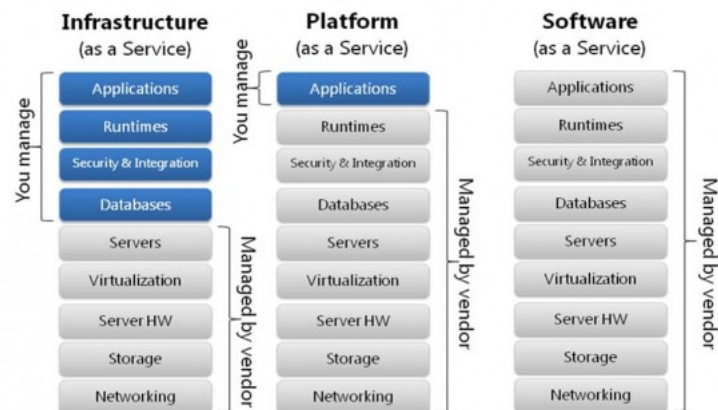 Infrastructure
(as a Service)
You manage
Applications
Runtimes
Security & Integration
Databases
Servers
Virtualization
Server HW
Storage
Networking
Managed by vendor
Platform
(as a Service)
You manage
Applications
Runtimes
Security & Integration
Databases
Servers
Virtualization
Server HW
Storage
Networking
Managed by vendor
Software
(as a Service)
Applications
Runtimes
Security & Integration
Databases
Servers
Virtualization
Server HW
Storage
Networking
Managed by vendor